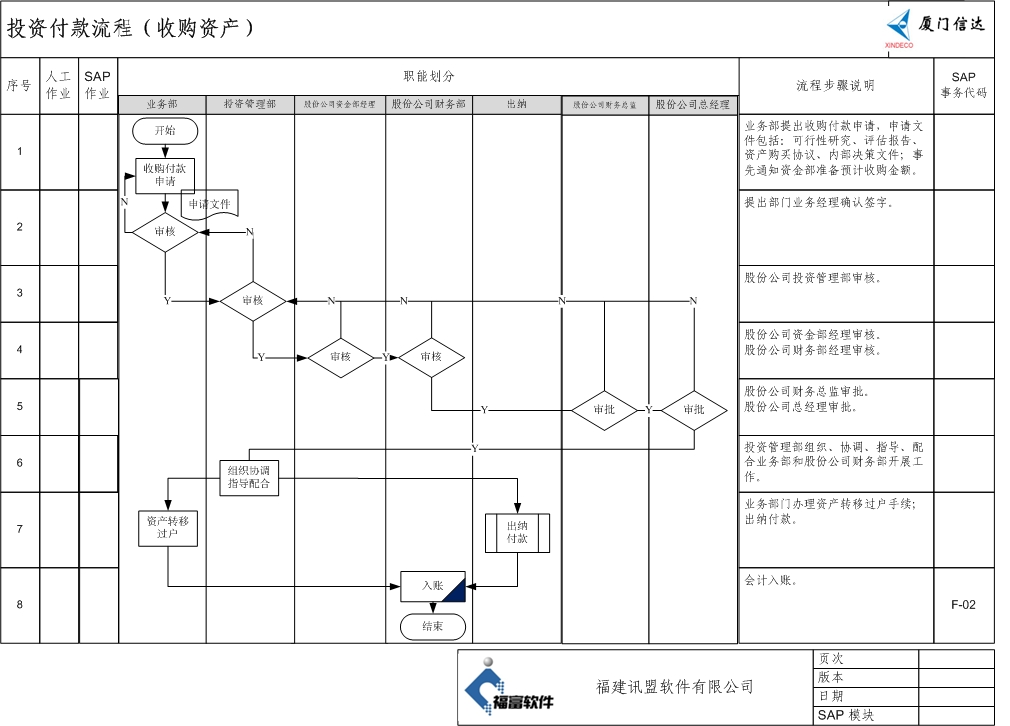 投资付款流程（收购资产）
厦门信达
XINDECO
序号
人工
作业
SAP
作业
职能划分
流程步骤说明
SAP
事务代码
业务部
投资管理部
股份公司资金部经理
股份公司财务部
出纳
股份公司财务总监
股份公司总经理
1
开始
收购付款
申请
业务部提出收购付款申请，申请文
件包括：可行性研究、评估报告、
资产购买协议、内部决策文件；事
先通知资金部准备预计收购金额。
2
N
申请文件
审核
N
提出部门业务经理确认签字。
3
Y
审核
N
N
N
N
股份公司投资管理部审核。
4
Y
审核
Y
审核
股份公司资金部经理审核。
股份公司财务部经理审核。
5
Y
审批
Y
审批
股份公司财务总监审批。
股份公司总经理审批。
6
Y
组织协调
指导配合
投资管理部组织、协调、指导、配
合业务部和股份公司财务部开展工
作。
7
资产转移
过户
出纳
付款
业务部门办理资产转移过户手续；
出纳付款。
8
入账
结束
会计入账。
F-02
福富软件
福建讯盟软件有限公司
页次
版本
日期
SAP 模块